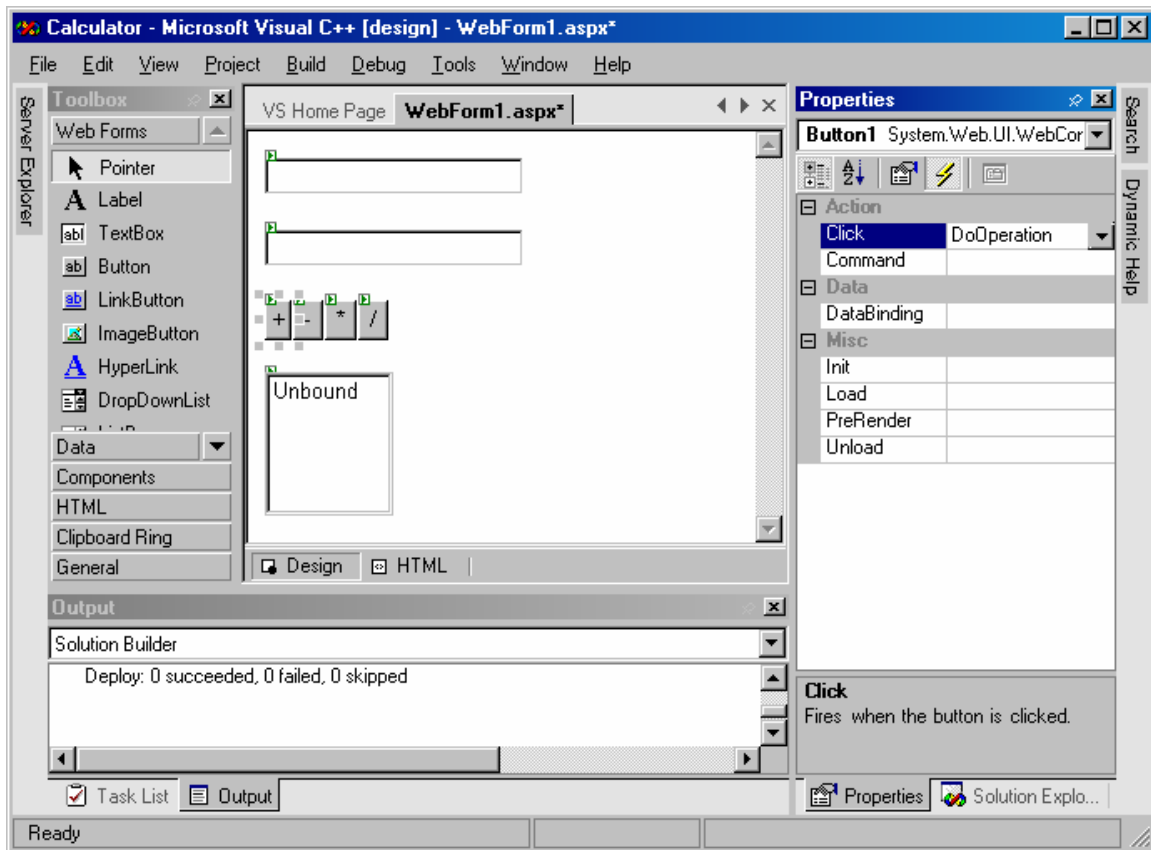 Calculator - Microsoft Visual C++ [design] - WebForm1.aspx*
File Edit View Project Build Debug Tools Window Help
Server Explorer
Toolbox
Web Forms
Pointer
A Label
abl TextBox
ab Button
ab LinkButton
ImageButton
A HyperLink
DropDownList
Data
Components
HTML
Clipboard Ring
General
VS Home Page WebForm1.aspx*
+ - * /
Unbound
Design HTML
Properties
Button1 System.Web.UI.WebCor
Action
Click DoOperation
Command
Data
DataBinding
Misc
Init
Load
PreRender
Unload
Click
Fires when the button is clicked.
Properties Solution Explo...
Search
Dynamic Help
Output
Solution Builder
Deploy: 0 succeeded, 0 failed, 0 skipped
Task List Output
Ready